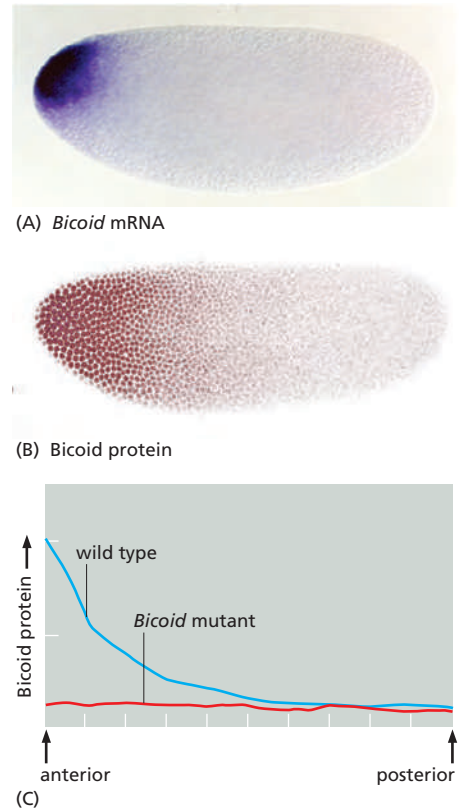 (A) Bicoid mRNA
(B) Bicoid protein
Bicoid protein
wild type
Bicoid mutant
anterior posterior
(C)